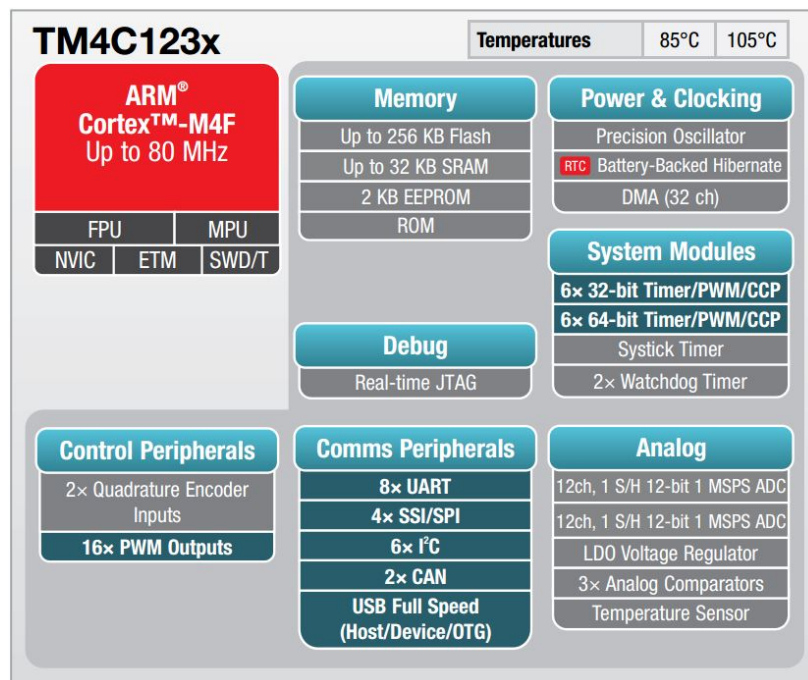 TM4C123x
Temperatures 85°C 105°C
ARM®
Cortex™-M4F
Up to 80 MHz
FPU MPU
NVIC ETM SWD/T
Memory
Up to 256 KB Flash
Up to 32 KB SRAM
2 KB EEPROM
ROM
Power & Clocking
Precision Oscillator
RTC Battery-Backed Hibernate
DMA (32 ch)
System Modules
6× 32-bit Timer/PWM/CCP
6× 64-bit Timer/PWM/CCP
Systick Timer
2× Watchdog Timer
Debug
Real-time JTAG
Control Peripherals
2× Quadrature Encoder
Inputs
16× PWM Outputs
Comms Peripherals
8× UART
4× SSI/SPI
6× I²C
2× CAN
USB Full Speed
(Host/Device/OTG)
Analog
12ch, 1 S/H 12-bit 1 MSPS ADC
12ch, 1 S/H 12-bit 1 MSPS ADC
LDO Voltage Regulator
3× Analog Comparators
Temperature Sensor